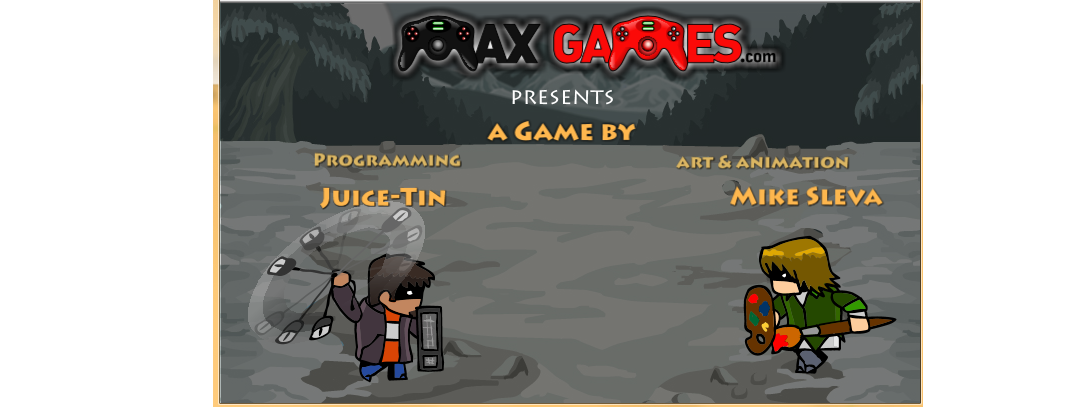 MAX GAMES.com
PRESENTS
A GAME BY
PROGRAMMING
JUICE-TIN
ART & ANIMATION
MIKE SLEVA